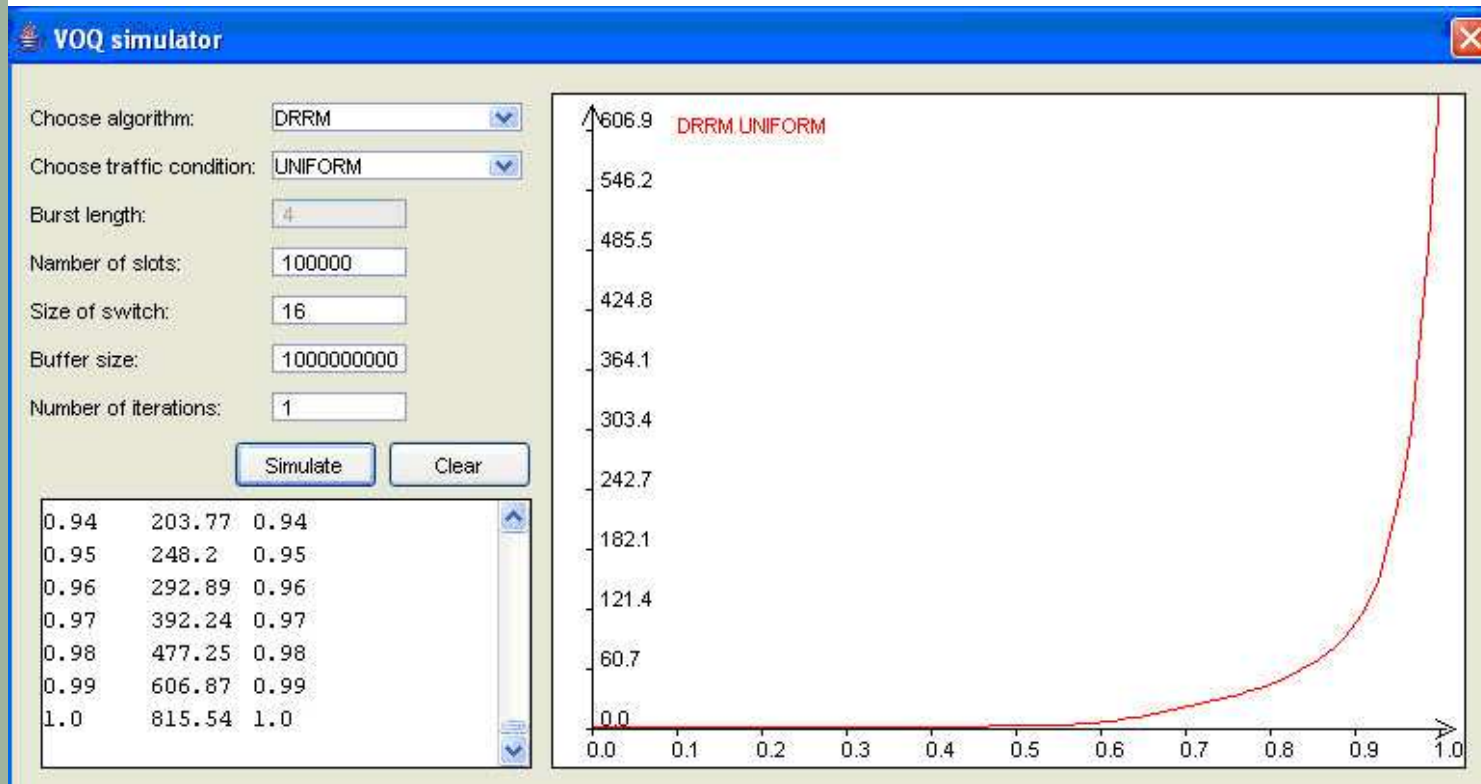 VOQ simulator
Choose algorithm: DRRM
Choose traffic condition: UNIFORM
Burst length: 4
Namber of slots: 100000
Size of switch: 16
Buffer size: 1000000000
Number of iterations: 1
Simulate Clear
0.94 203.77 0.94
0.95 248.2 0.95
0.96 292.89 0.96
0.97 392.24 0.97
0.98 477.25 0.98
0.99 606.87 0.99
1.0 815.54 1.0
606.9 DRRM UNIFORM
546.2
485.5
424.8
364.1
303.4
242.7
182.1
121.4
60.7
0.0
0.0 0.1 0.2 0.3 0.4 0.5 0.6 0.7 0.8 0.9 1.0